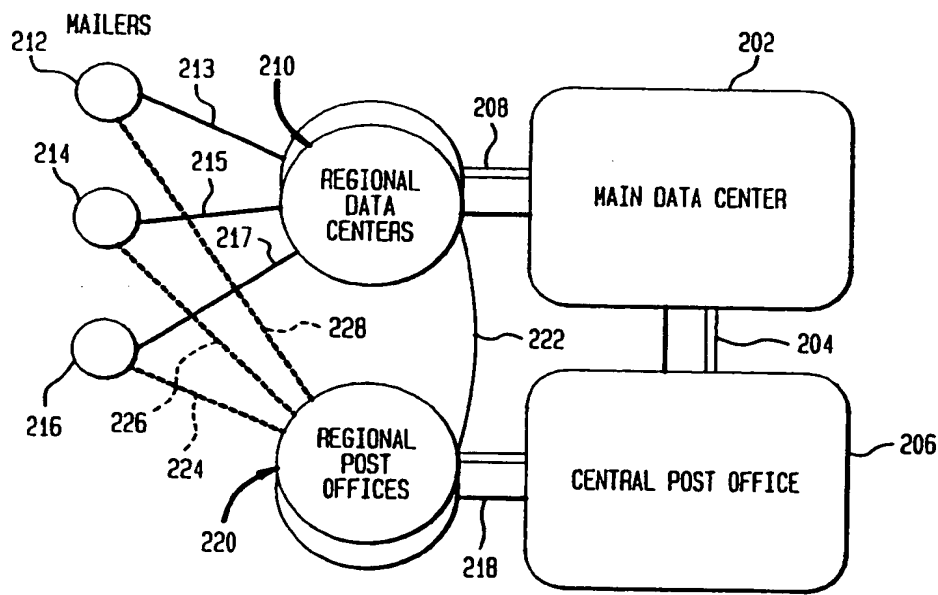 MAILERS
212
213
210
202
208
214
215
REGIONAL
DATA
CENTERS
MAIN DATA CENTER
217
228
222
204
216
226
224
REGIONAL
POST
OFFICES
CENTRAL POST OFFICE
206
220
218